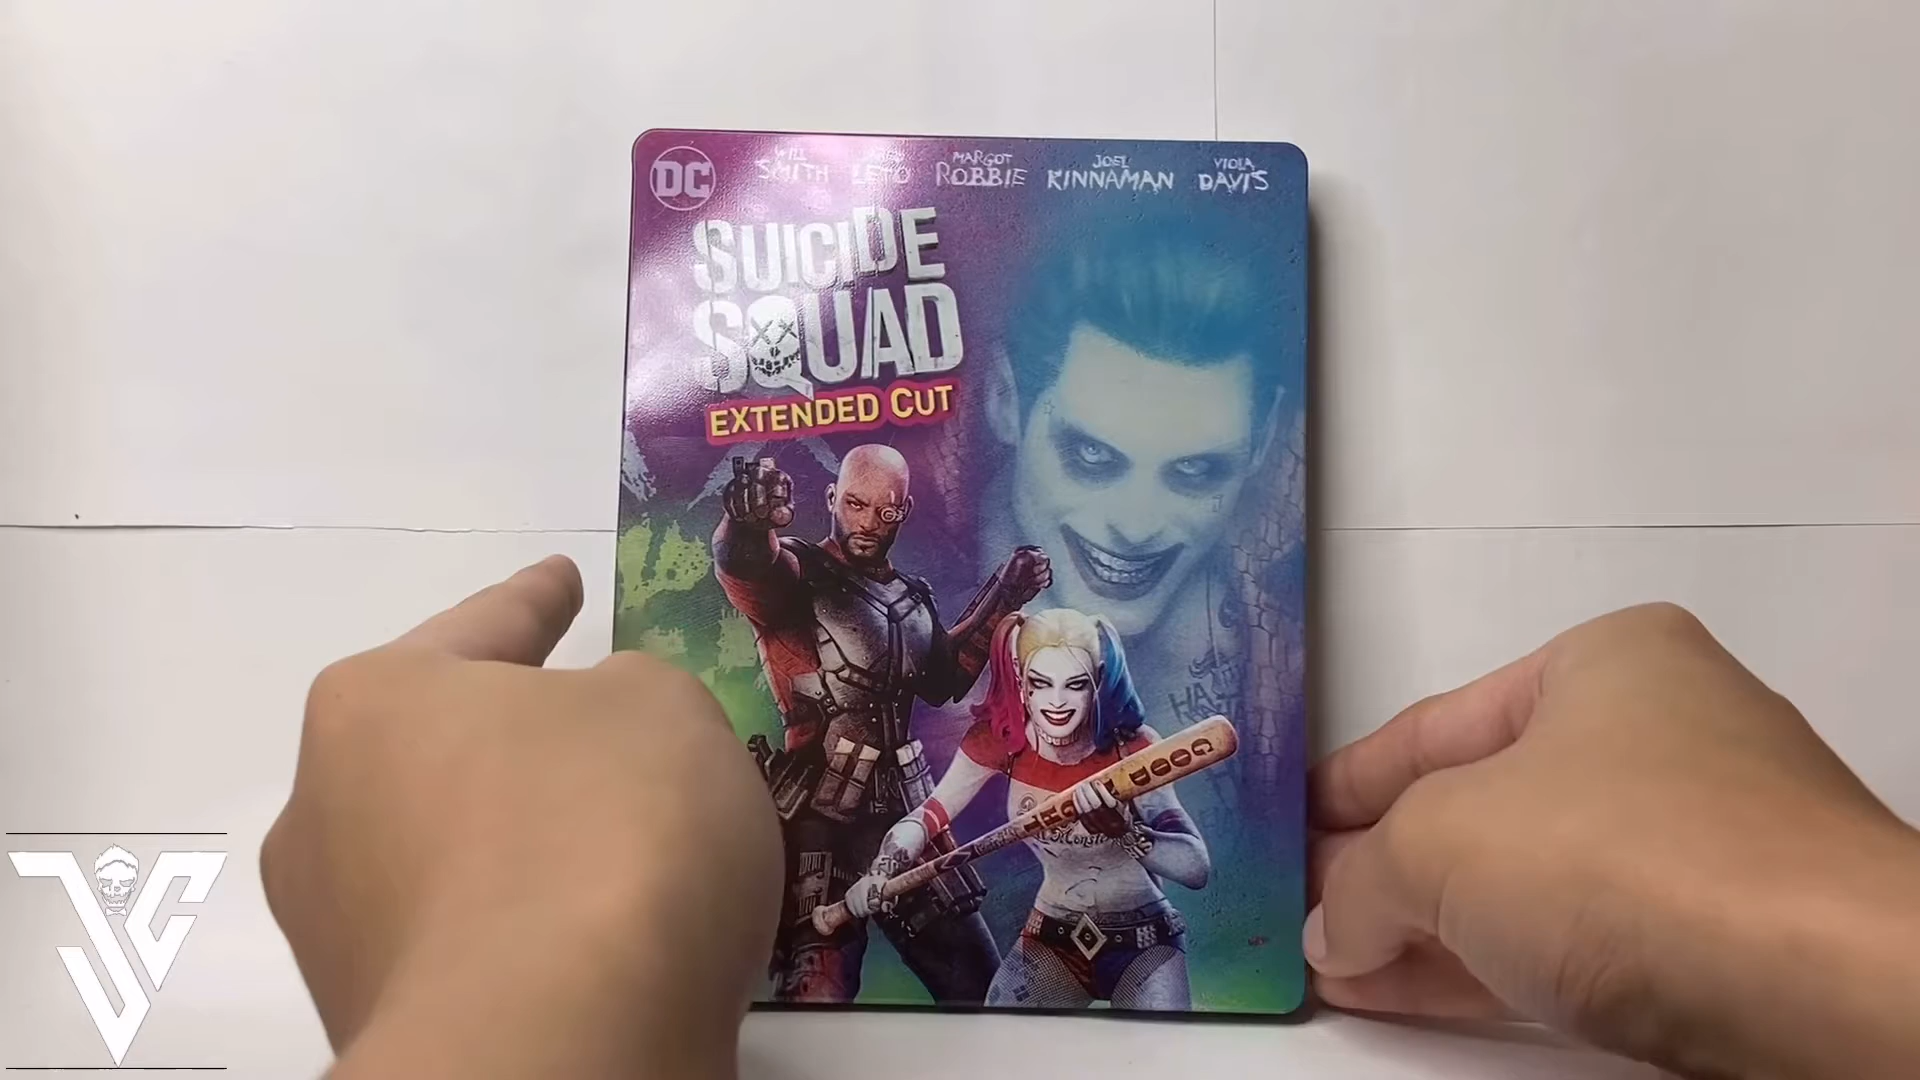 DC
WILL
SMITH
LETO
MARGOT
ROBBIE
JOEL
KINNAMAN
VIOLA
DAVIS
SUICIDE
SQUAD
EXTENDED CUT
GOOD